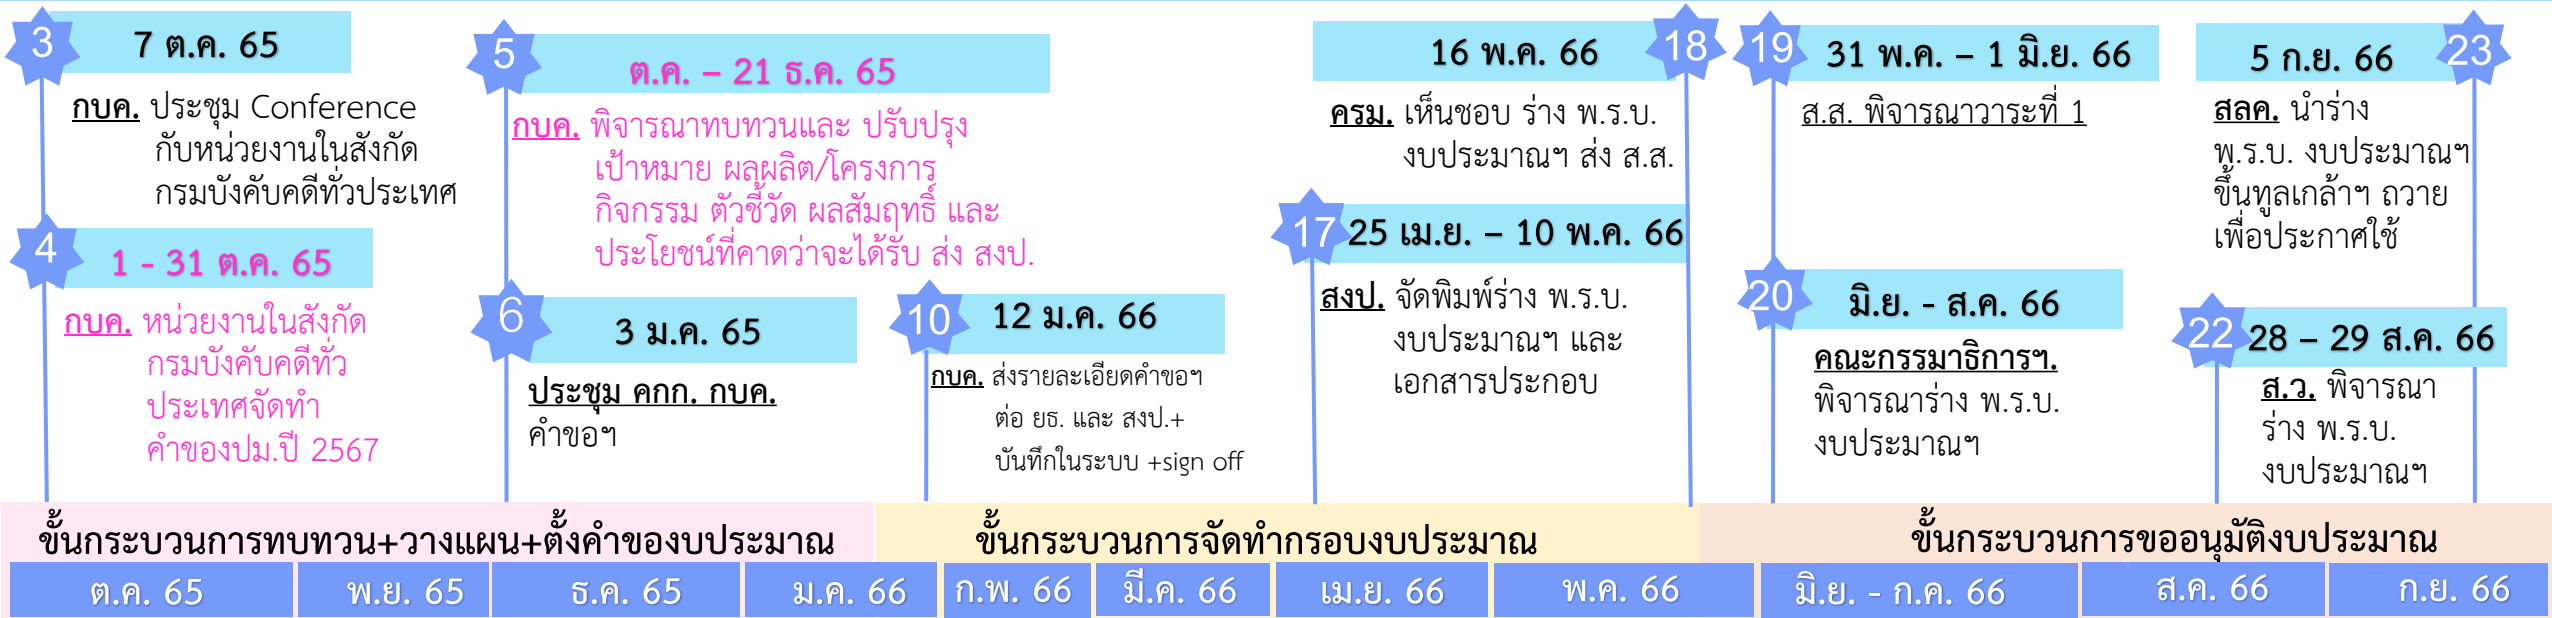 3
7 ต.ค. 65
กบค. ประชุม Conference
กับหน่วยงานในสังกัด
กรมบังคับคดีทั่วประเทศ
4
1 - 31 ต.ค. 65
กบค. หน่วยงานในสังกัด
กรมบังคับคดีทั่ว
ประเทศจัดทำ
คำของปม.ปี 2567
5
ต.ค. – 21 ธ.ค. 65
กบค. พิจารณาทบทวนและ ปรับปรุง
เป้าหมาย ผลผลิต/โครงการ
กิจกรรม ตัวชี้วัด ผลสัมฤทธิ์ และ
ประโยชน์ที่คาดว่าจะได้รับ ส่ง สงป.
6
3 ม.ค. 65
ประชุม คกก. กบค.
คำขอฯ
10
12 ม.ค. 66
กบค. ส่งรายละเอียดคำขอฯ
ต่อ ยธ. และ สงป.+
บันทึกในระบบ +sign off
16 พ.ค. 66
18
ครม. เห็นชอบ ร่าง พ.ร.บ.
งบประมาณฯ ส่ง ส.ส.
17
25 เม.ย. – 10 พ.ค. 66
สงป. จัดพิมพ์ร่าง พ.ร.บ.
งบประมาณฯ และ
เอกสารประกอบ
19
31 พ.ค. – 1 มิ.ย. 66
ส.ส. พิจารณาวาระที่ 1
20
มิ.ย. - ส.ค. 66
คณะกรรมาธิการฯ.
พิจารณาร่าง พ.ร.บ.
งบประมาณฯ
5 ก.ย. 66
23
สลค. นำร่าง
พ.ร.บ. งบประมาณฯ
ขึ้นทูลเกล้าฯ ถวาย
เพื่อประกาศใช้
22
28 – 29 ส.ค. 66
ส.ว. พิจารณา
ร่าง พ.ร.บ.
งบประมาณฯ
ขั้นกระบวนการทบทวน+วางแผน+ตั้งคำของบประมาณ
ขั้นกระบวนการจัดทำกรอบงบประมาณ
ขั้นกระบวนการขออนุมัติงบประมาณ
ต.ค. 65
พ.ย. 65
ธ.ค. 65
ม.ค. 66
ก.พ. 66
มี.ค. 66
เม.ย. 66
พ.ค. 66
มิ.ย. - ก.ค. 66
ส.ค. 66
ก.ย. 66